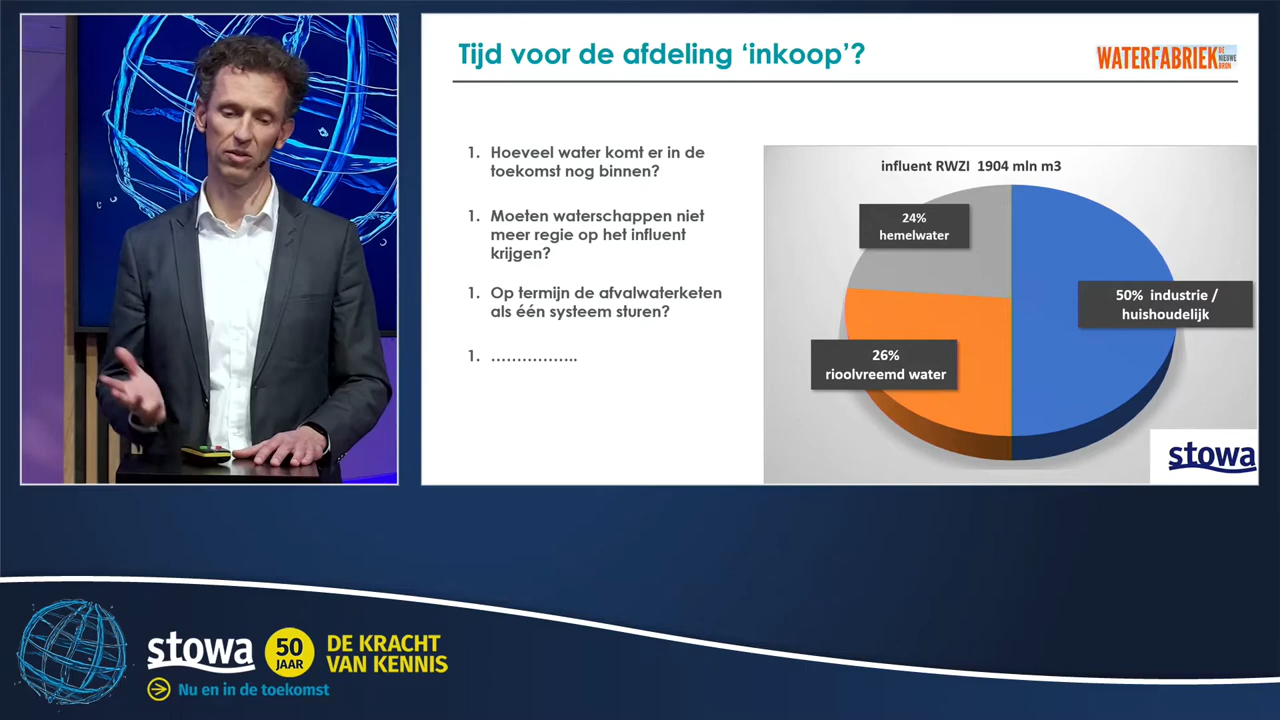 Tijd voor de afdeling ‘inkoop’?
WATERFABRIEK
DE
NIEUWE
BRON
1. Hoeveel water komt er in de
toekomst nog binnen?
1. Moeten waterschappen niet
meer regie op het influent
krijgen?
1. Op termijn de afvalwaterketen
als één systeem sturen?
1. ……………..
influent RWZI 1904 mln m3
24%
hemelwater
50% industrie /
huishoudelijk
26%
rioolvreemd water
stowa
stowa
50
JAAR
DE KRACHT
VAN KENNIS
Nu en in de toekomst